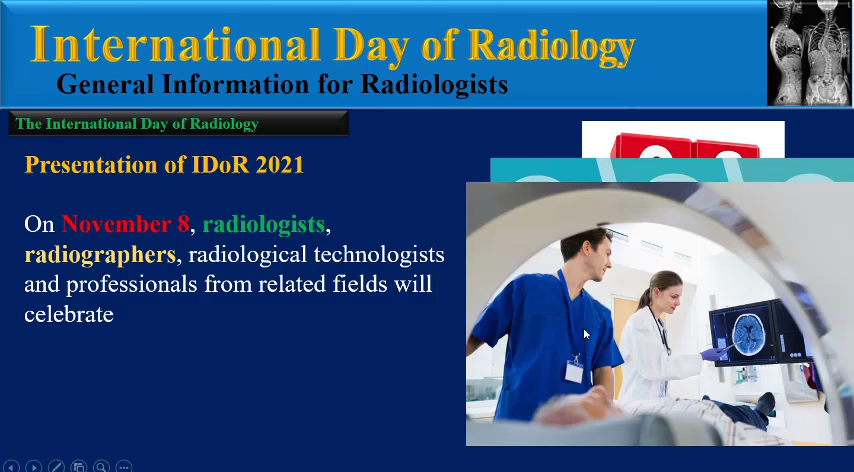 International Day of Radiology
General Information for Radiologists
The International Day of Radiology
Presentation of IDoR 2021
On November 8, radiologists,
radiographers, radiological technologists
and professionals from related fields will
celebrate